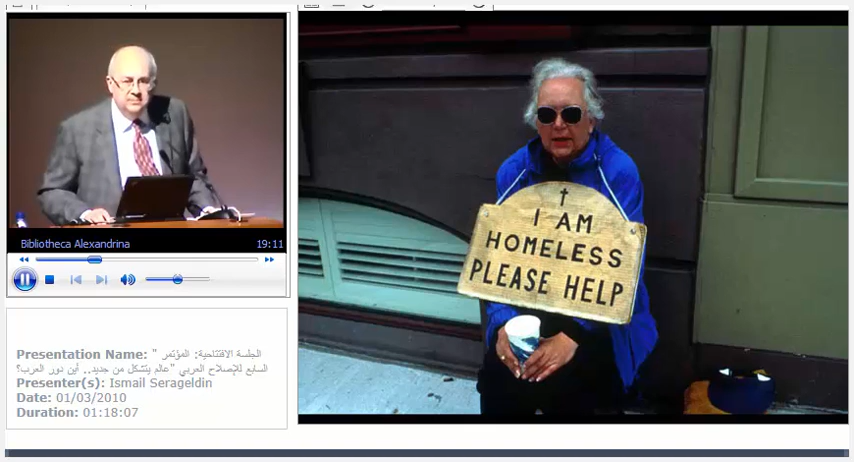 Bibliotheca Alexandrina 19:11
Presentation Name: " الجلسة الافتتاحية: المؤتمر
السابع للإصلاح العربي "عالم يتشكل من جديد.. أين دور العرب؟
Presenter(s): Ismail Serageldin
Date: 01/03/2010
Duration: 01:18:07
I AM
HOMELESS
PLEASE HELP